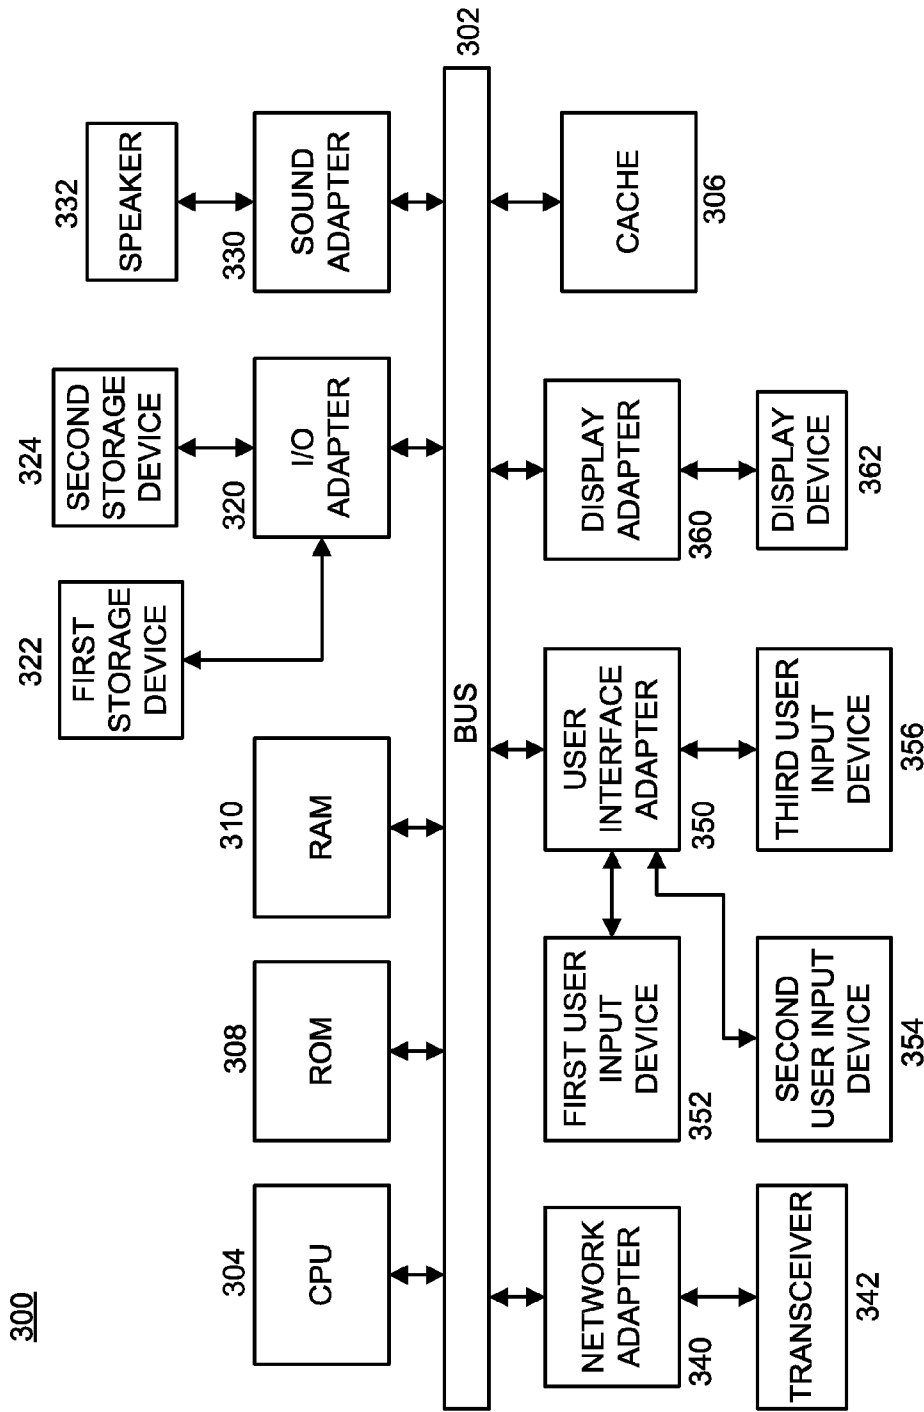 300
322
324
332
FIRST
STORAGE
DEVICE
SECOND
STORAGE
DEVICE
SPEAKER
304
308
310
320
330
CPU
ROM
RAM
I/O
ADAPTER
SOUND
ADAPTER
BUS
302
NETWORK
ADAPTER
FIRST USER
INPUT
DEVICE
USER
INTERFACE
ADAPTER
DISPLAY
ADAPTER
CACHE
340
352
350
360
306
TRANSCEIVER
SECOND
USER INPUT
DEVICE
THIRD USER
INPUT
DEVICE
DISPLAY
DEVICE
342
354
356
362